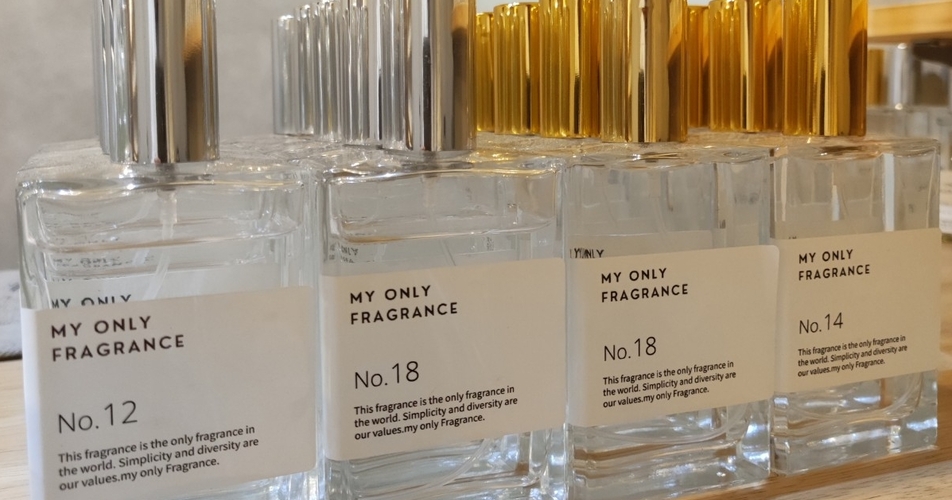 MY ONLY
FRAGRANCE
No.12
This fragrance is the only fragrance in
the world. Simplicity and diversity are
our values.my only Fragrance.
MY ONLY
FRAGRANCE
No.18
This fragrance is the only fragrance in
the world. Simplicity and diversity are
our values.my only Fragrance.
MY ONLY
FRAGRANCE
No.18
This fragrance is the only fragrance in
the world. Simplicity and diversity are
our values.my only Fragrance.
MY ONLY
FRAGRANCE
No.14
This fragrance is the only fragrance in
the world. Simplicity and diversity are
our values.my only Fragrance.